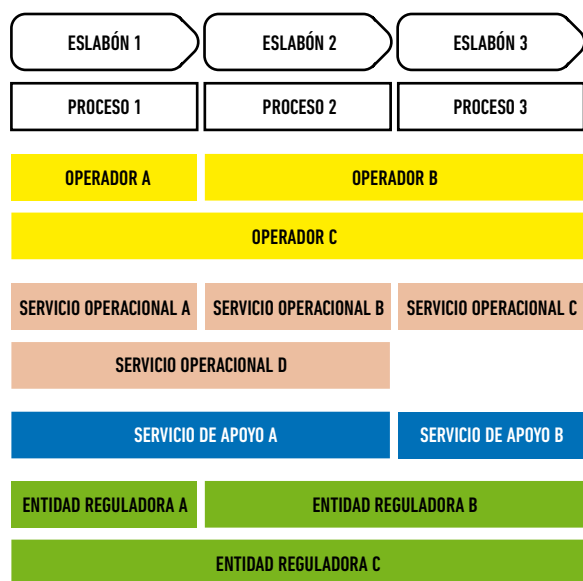 ESLABÓN 1 ESLABÓN 2 ESLABÓN 3
PROCESO 1 PROCESO 2 PROCESO 3
OPERADOR A OPERADOR B
OPERADOR C
SERVICIO OPERACIONAL A SERVICIO OPERACIONAL B SERVICIO OPERACIONAL C
SERVICIO OPERACIONAL D
SERVICIO DE APOYO A SERVICIO DE APOYO B
ENTIDAD REGULADORA A ENTIDAD REGULADORA B
ENTIDAD REGULADORA C